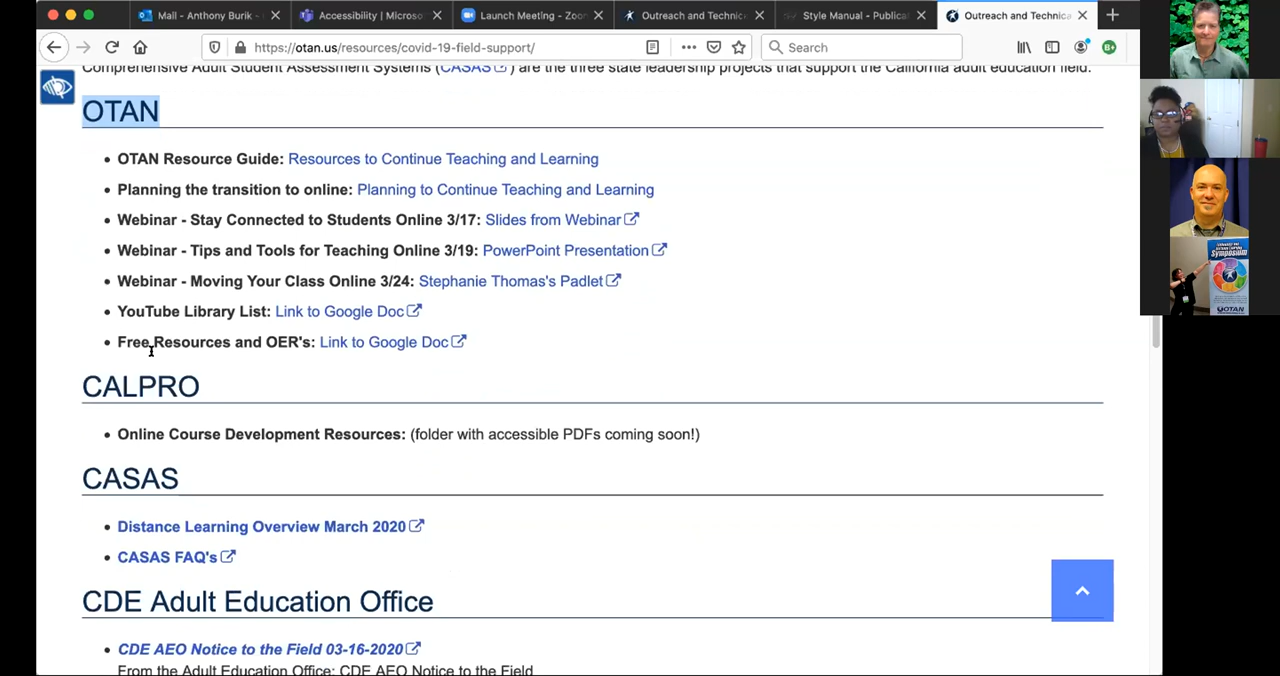 Mail - Anthony Burik -
Accessibility | Microso
Launch Meeting - Zoo
Outreach and Technic
Style Manual - Publica
Outreach and Technica
https://otan.us/resources/covid-19-field-support/
Search
Comprehensive Adult Student Assessment Systems (CASAS) are the three state leadership projects that support the California adult education field.
OTAN
OTAN Resource Guide: Resources to Continue Teaching and Learning
Planning the transition to online: Planning to Continue Teaching and Learning
Webinar - Stay Connected to Students Online 3/17: Slides from Webinar
Webinar - Tips and Tools for Teaching Online 3/19: PowerPoint Presentation
Webinar - Moving Your Class Online 3/24: Stephanie Thomas's Padlet
YouTube Library List: Link to Google Doc
Free Resources and OER's: Link to Google Doc
CALPRO
Online Course Development Resources: (folder with accessible PDFs coming soon!)
CASAS
Distance Learning Overview March 2020
CASAS FAQ's
CDE Adult Education Office
CDE AEO Notice to the Field 03-16-2020
From the Adult Education Office: CDE AEO Notice to the Field
Symposium
OTAN